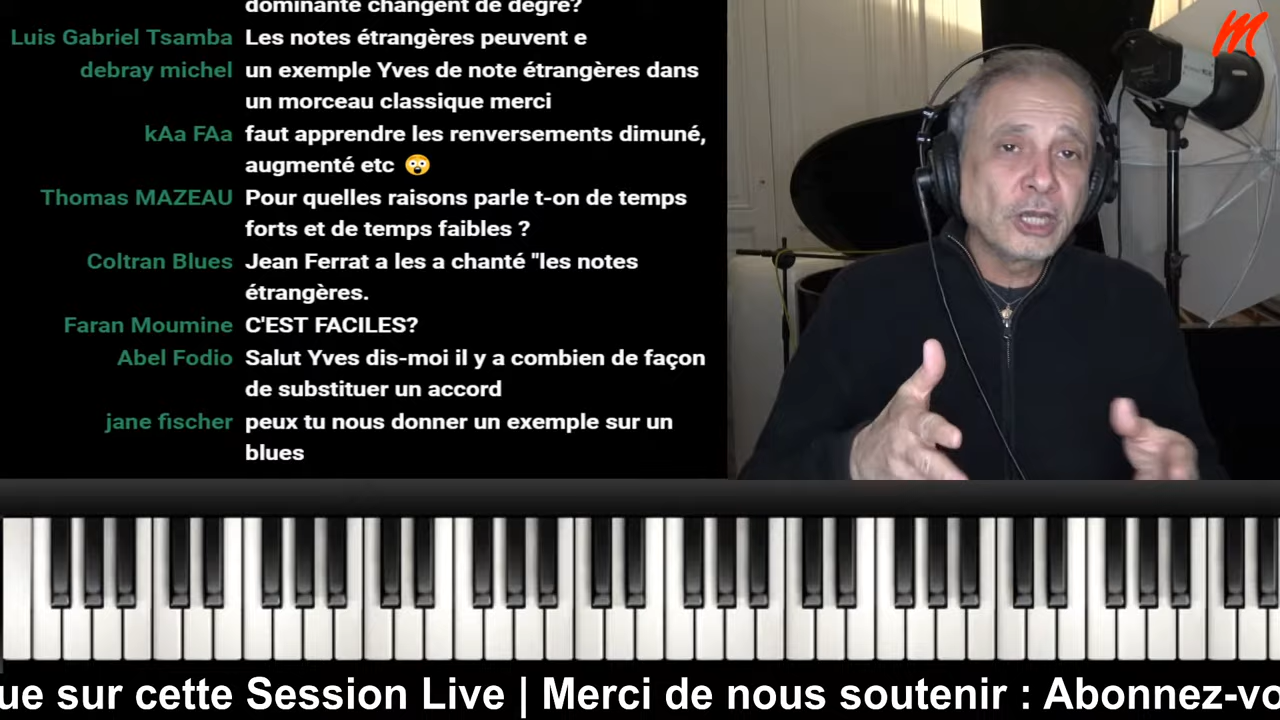 dominante changent de degré?
Luis Gabriel Tsamba Les notes étrangères peuvent e
debray michel un exemple Yves de note étrangères dans
un morceau classique merci
kAa FAa faut apprendre les renversements dimuné,
augmenté etc 😲
Thomas MAZEAU Pour quelles raisons parle t-on de temps
forts et de temps faibles ?
Coltran Blues Jean Ferrat a les a chanté "les notes
étrangères.
Faran Moumine C'EST FACILES?
Abel Fodio Salut Yves dis-moi il y a combien de façon
de substituer un accord
jane fischer peux tu nous donner un exemple sur un
blues
M
ue sur cette Session Live | Merci de nous soutenir : Abonnez-vo